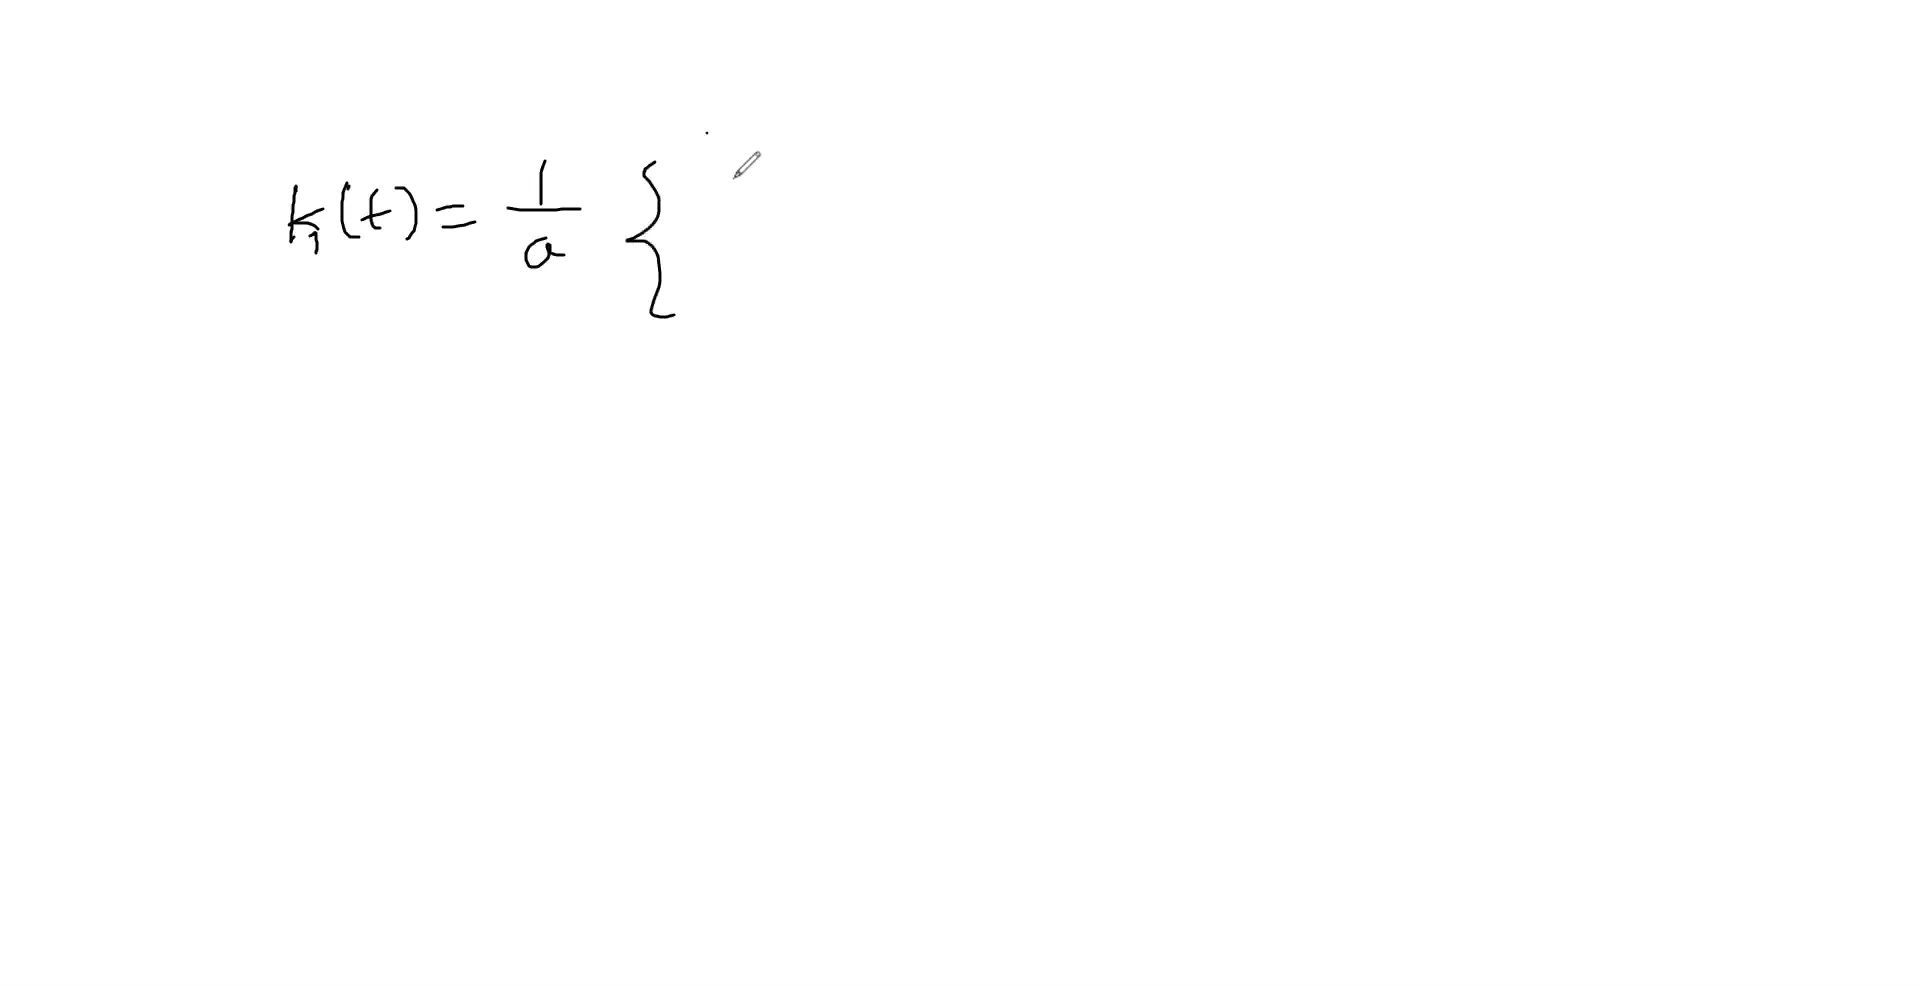 k₁(t) = 1/a {